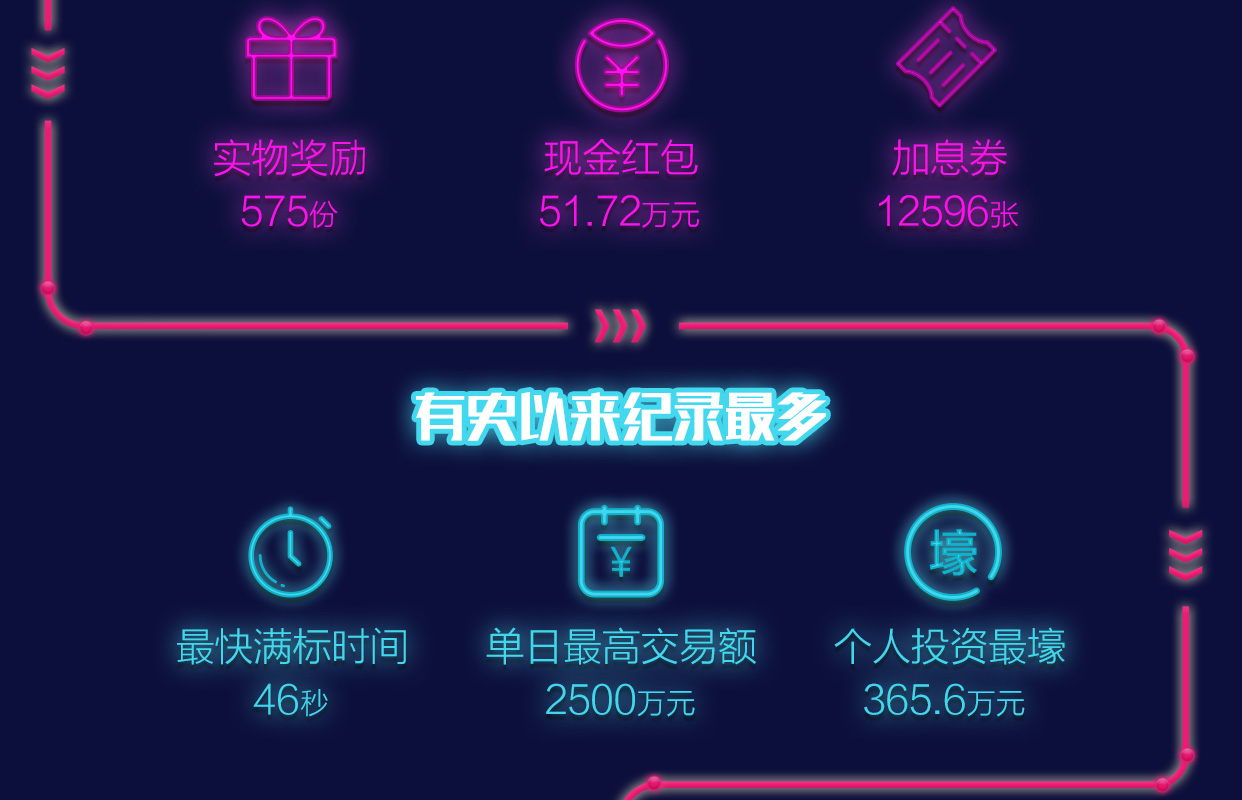 ¥
实物奖励 现金红包 加息券
575份 51.72万元 12596张
有史以来纪录最多
¥ 壕
最快满标时间 单日最高交易额 个人投资最壕
46秒 2500万元 365.6万元